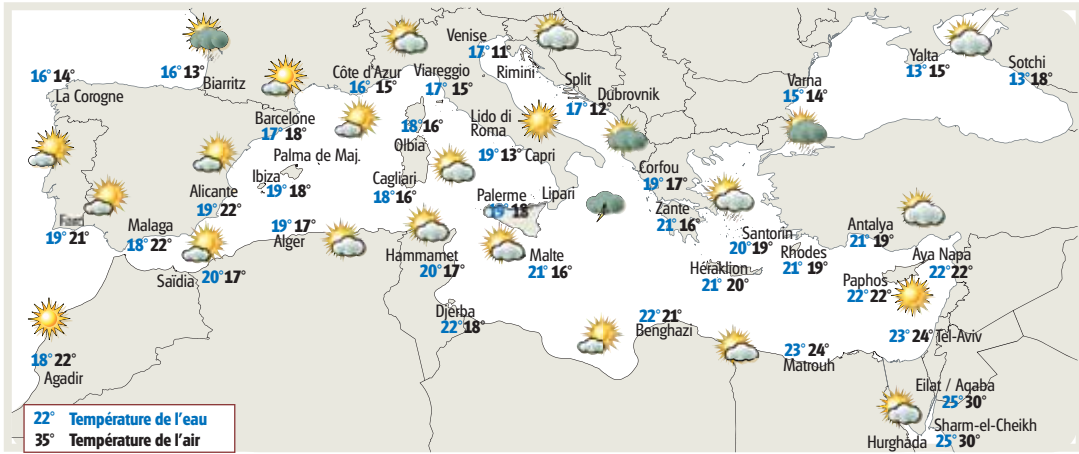 Venise
17° 11°
Rimini
16° 14°
La Corogne
16° 13°
Biarritz
Côte d'Azur
16° 15°
Viareggio
17° 15°
Split
17° 12°
Dubrovnik
Varna
15° 14°
Yalta
13° 15°
Sotchi
13° 18°
Barcelone
17° 18°
18° 16°
Olbia
Lido di
Roma
19° 13° Capri
Palma de Maj.
Ibiza
19° 18°
Cagliari
18° 16°
Palerme
18°
Lipari
Corfou
19° 17°
Alicante
19° 22°
Faro
19° 21°
Malaga
18° 22°
19° 17°
Alger
Zante
21° 16°
Santorin
20° 19°
Rhodes
21° 19°
Antalya
21° 19°
Aya Napa
22° 22°
Saïdia
20° 17°
Hammamet
20° 17°
Malte
21° 16°
Héraklion
21° 20°
Paphos
22° 22°
Djerba
22° 18°
22° 21°
Benghazi
23° 24° Tel-Aviv
23° 24°
Matrouh
18° 22°
Agadir
Eilat / Aqaba
25° 30°
Sharm-el-Cheikh
Hurghada 25° 30°
22° Température de l'eau
35° Température de l'air